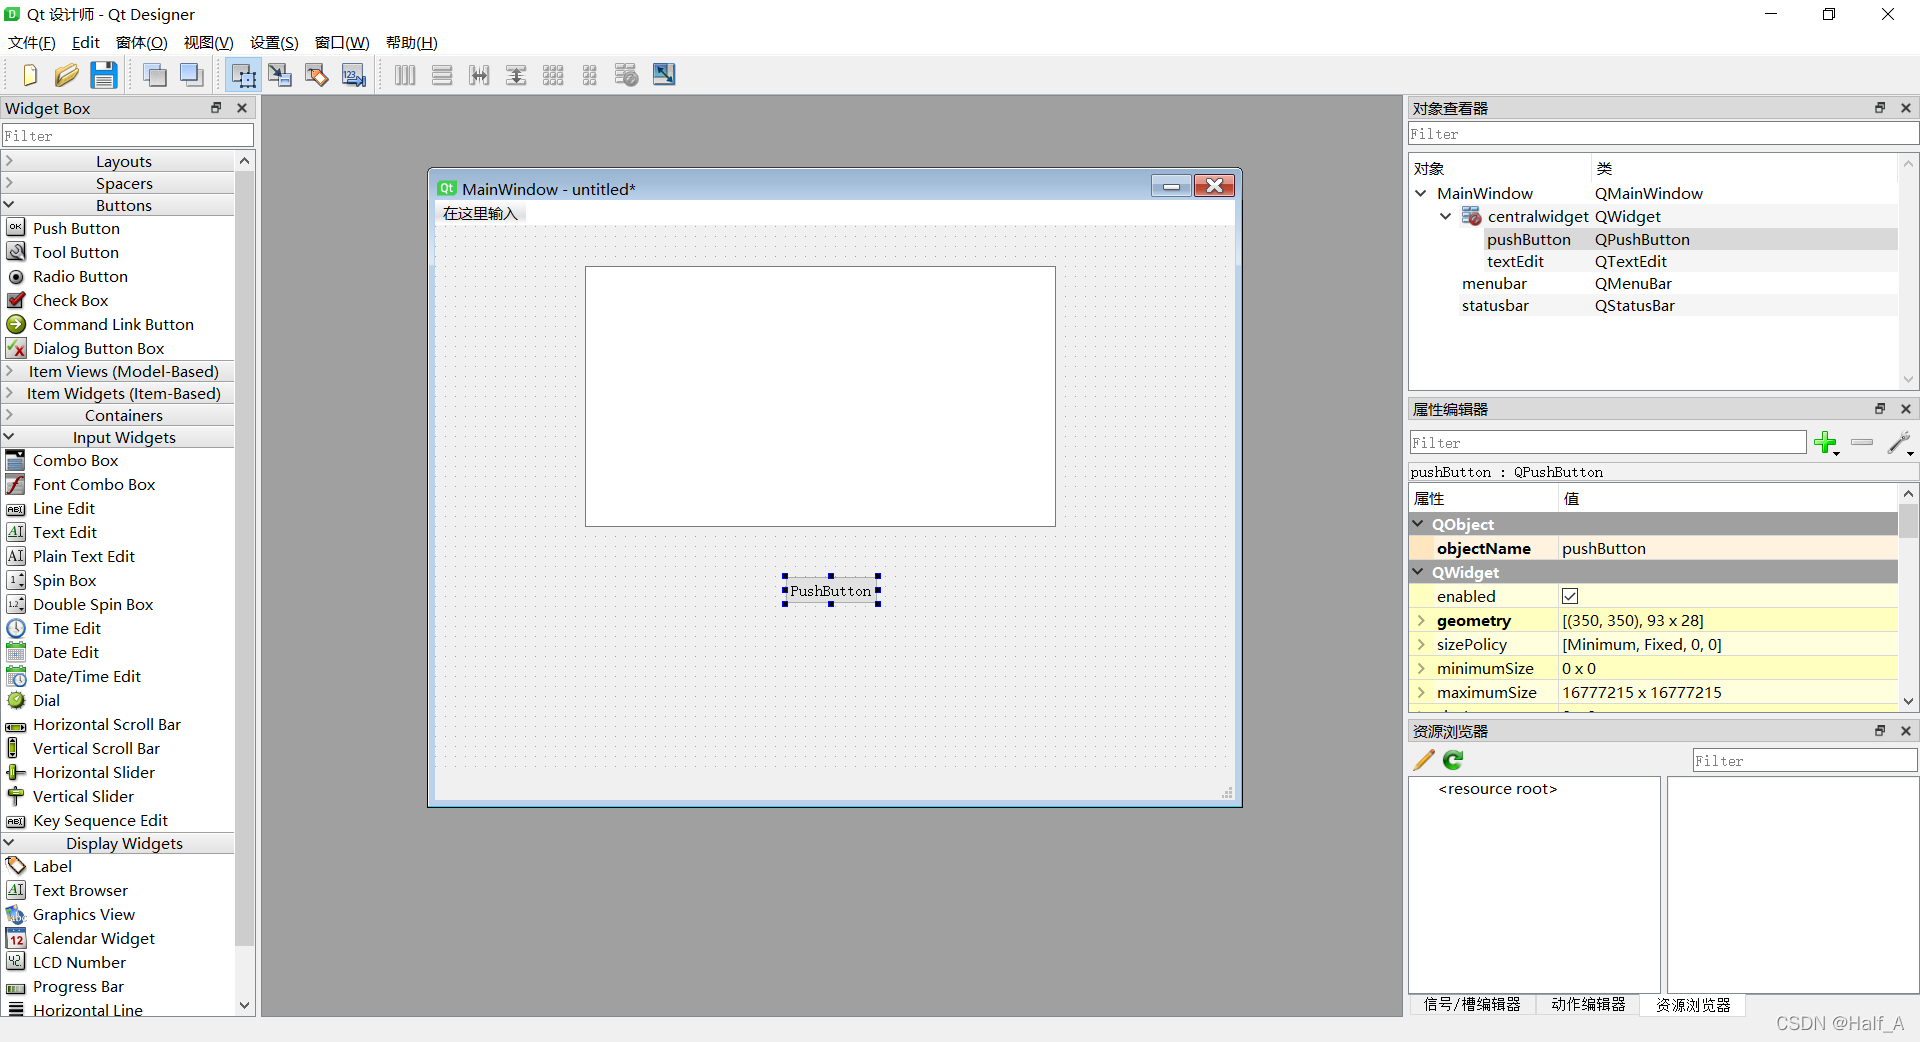 Qt 设计师 - Qt Designer
文件(F) Edit 窗体(O) 视图(V) 设置(S) 窗口(W) 帮助(H)
Widget Box
Filter
Layouts
Spacers
Buttons
Push Button
Tool Button
Radio Button
Check Box
Command Link Button
Dialog Button Box
Item Views (Model-Based)
Item Widgets (Item-Based)
Containers
Input Widgets
Combo Box
Font Combo Box
Line Edit
Text Edit
Plain Text Edit
Spin Box
Double Spin Box
Time Edit
Date Edit
Date/Time Edit
Dial
Horizontal Scroll Bar
Vertical Scroll Bar
Horizontal Slider
Vertical Slider
Key Sequence Edit
Display Widgets
Label
Text Browser
Graphics View
Calendar Widget
LCD Number
Progress Bar
Horizontal Line
MainWindow - untitled*
在这里输入
PushButton
对象查看器
Filter
对象 类
MainWindow QMainWindow
centralwidget QWidget
pushButton QPushButton
textEdit QTextEdit
menubar QMenuBar
statusbar QStatusBar
属性编辑器
Filter
pushButton : QPushButton
属性 值
QObject
objectName pushButton
QWidget
enabled
geometry [(350, 350), 93 x 28]
sizePolicy [Minimum, Fixed, 0, 0]
minimumSize 0 x 0
maximumSize 16777215 x 16777215
资源浏览器
Filter
<resource root>
信号/槽编辑器 动作编辑器 资源浏览器
CSDN @Half_A